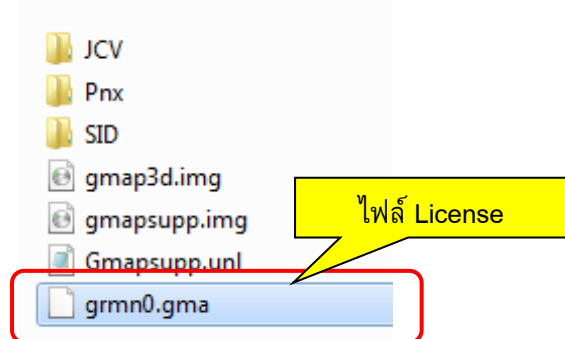 JCV
Pnx
SID
gmap3d.img
gmapsupp.img
ไฟล์ License
Gmapsupp.unl
grmn0.gma